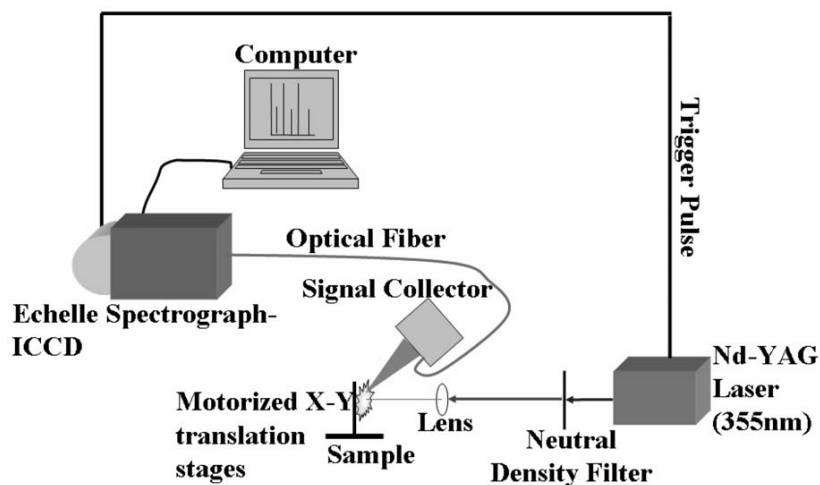 Computer
Trigger Pulse
Optical Fiber
Signal Collector
Echelle Spectrograph-
ICCD
Nd-YAG
Laser
(355nm)
Motorized X-Y
translation
stages
Sample
Lens
Neutral
Density Filter